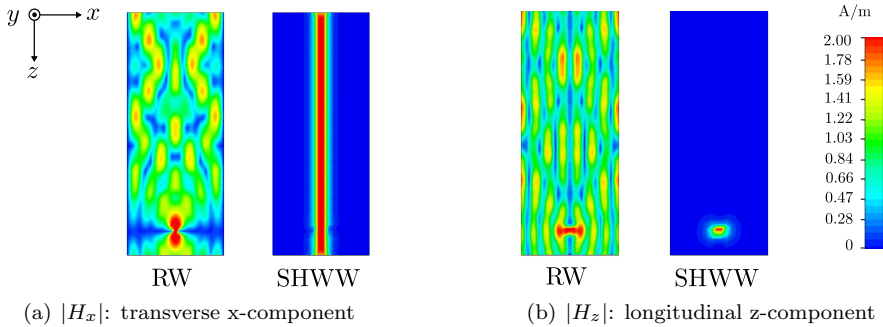 y x
z
A/m
2.00
1.78
1.59
1.41
1.22
1.03
0.84
0.66
0.47
0.28
0
RW SHWW RW SHWW
(a) |Hx|: transverse x-component (b) |Hz|: longitudinal z-component